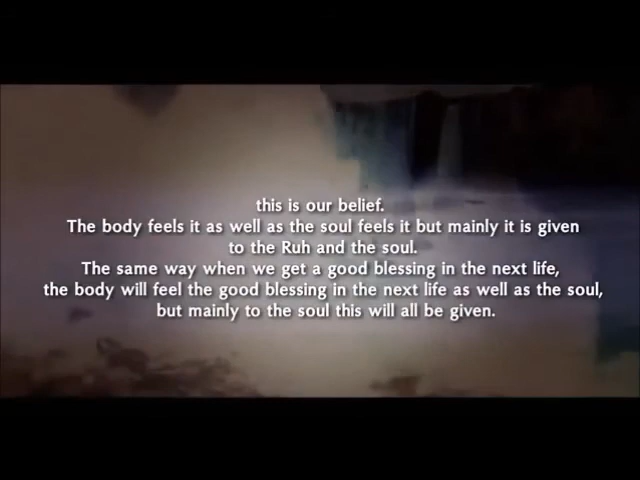 this is our belief.
The body feels it as well as the soul feels it but mainly it is given
to the Ruh and the soul.
The same way when we get a good blessing in the next life,
the body will feel the good blessing in the next life as well as the soul,
but mainly to the soul this will all be given.